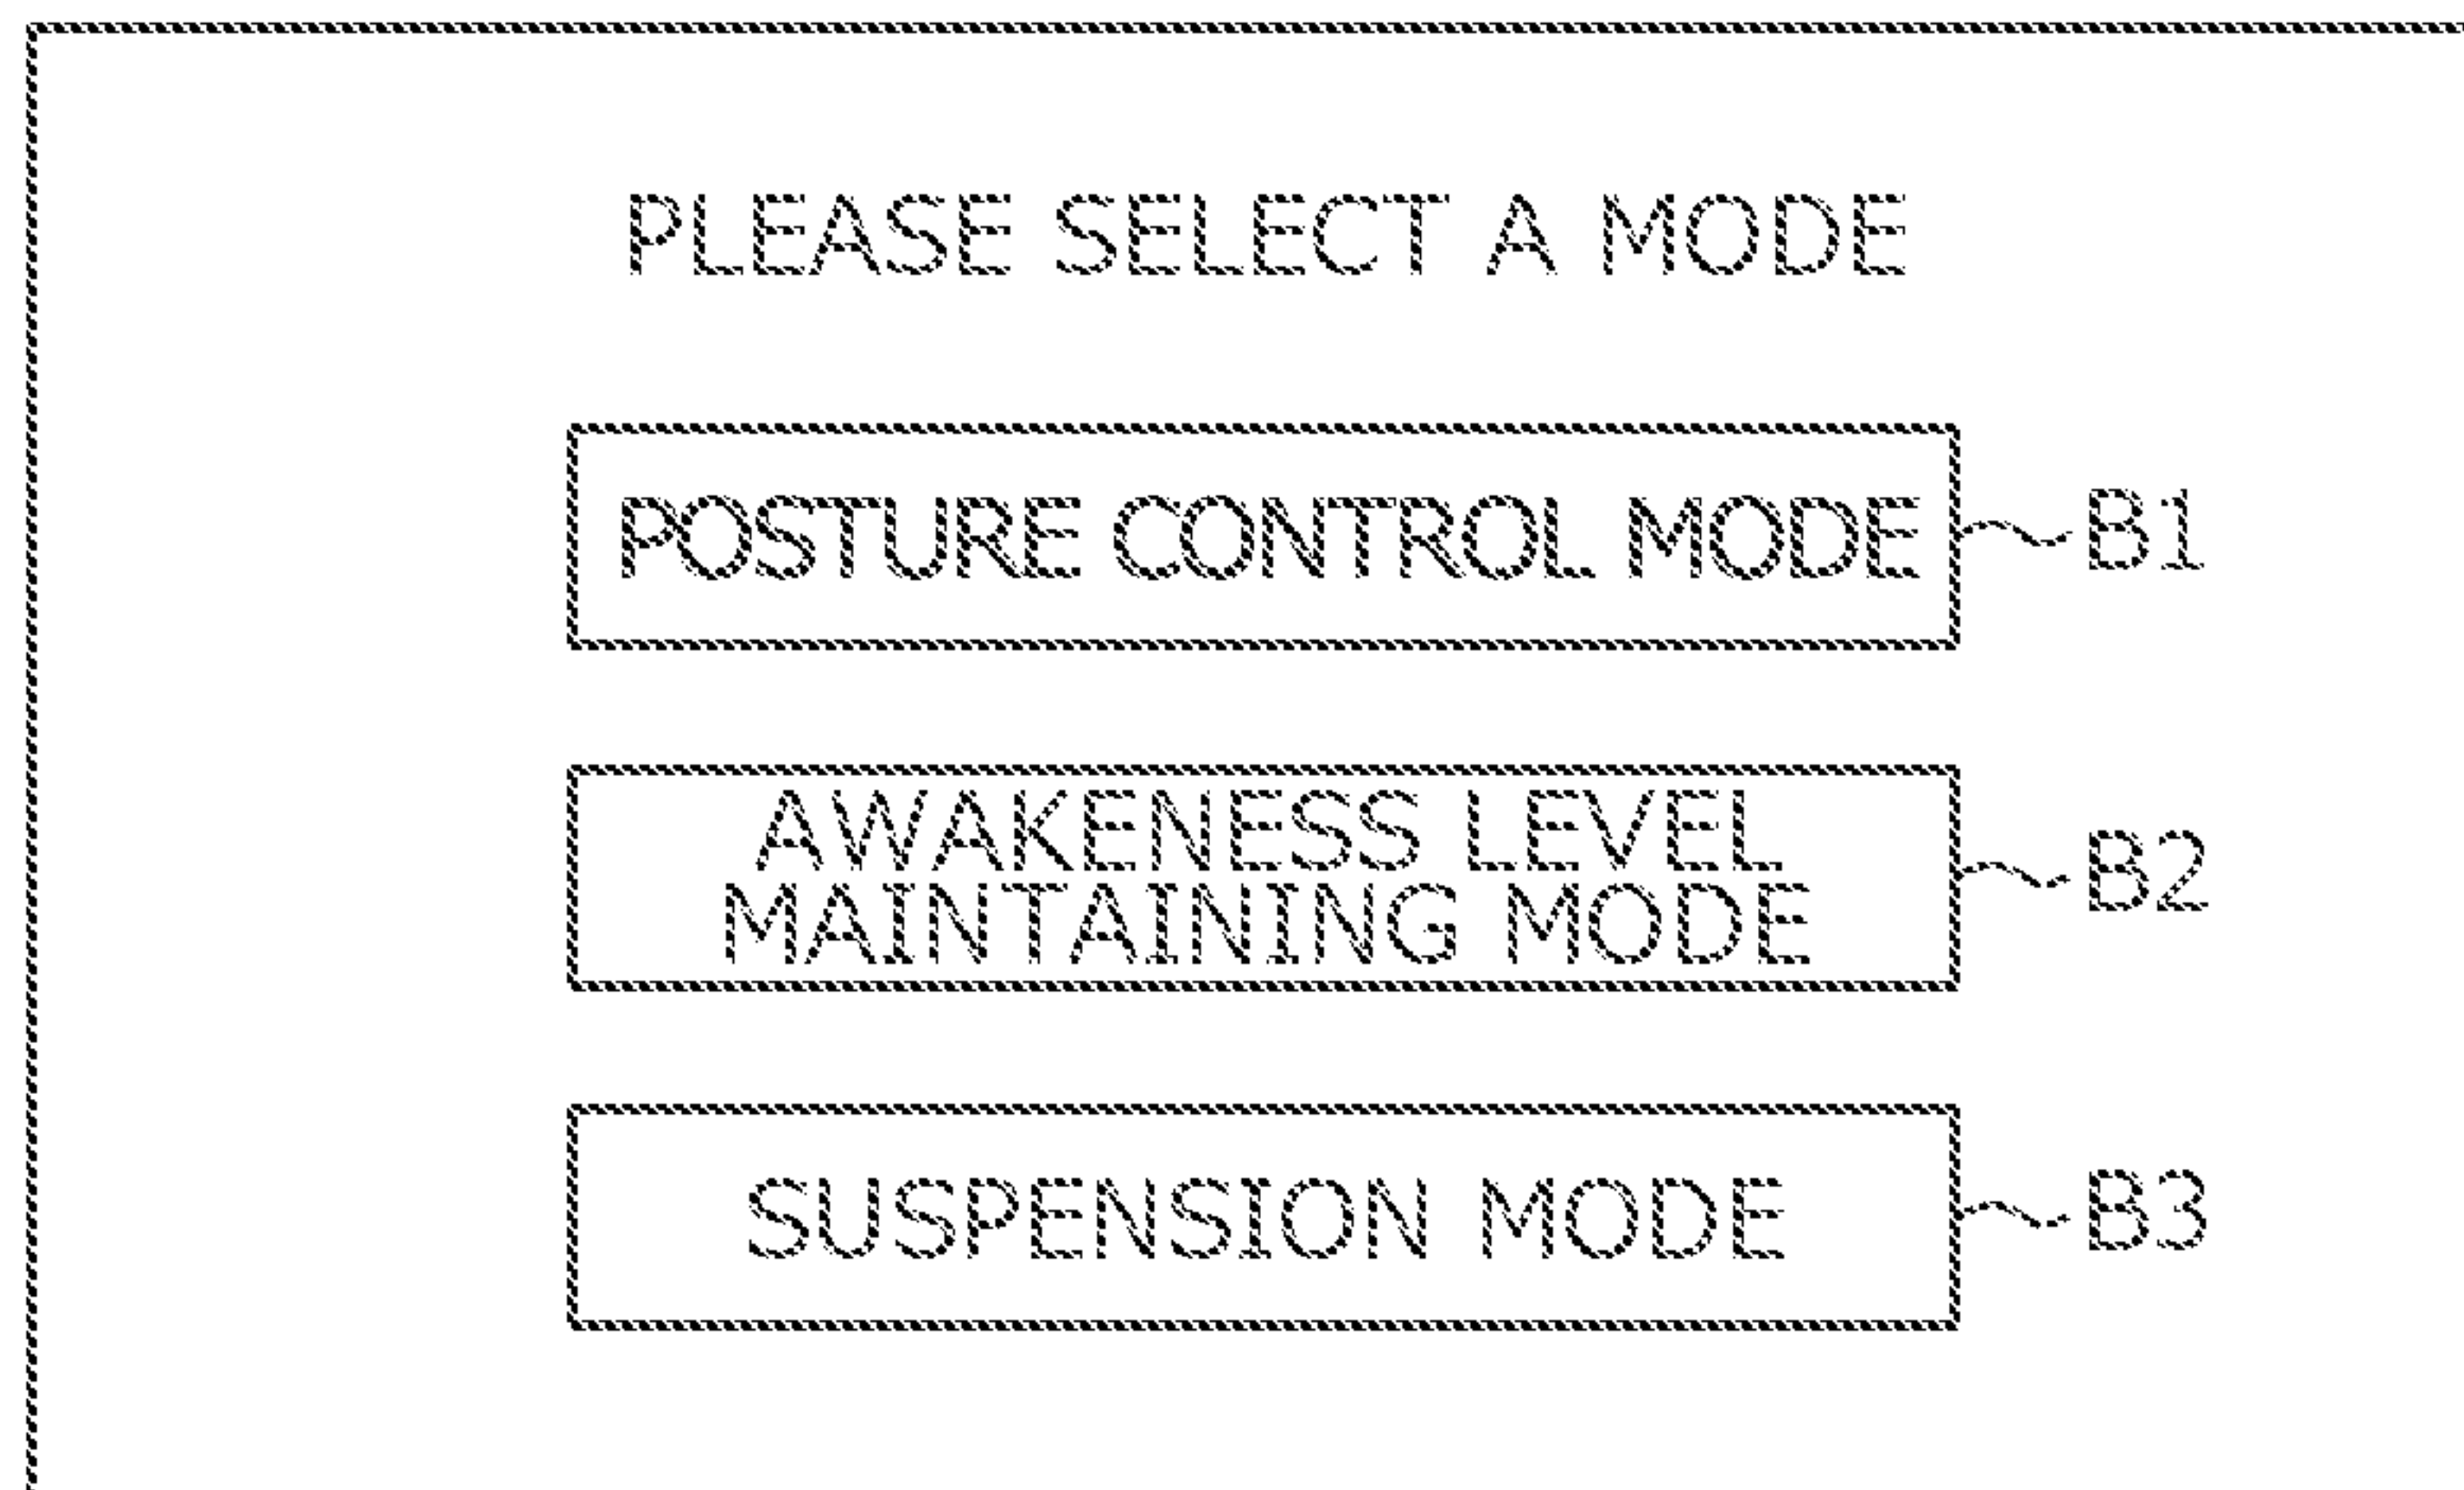 PLEASE SELECT A MODE
POSTURE CONTROL MODE
B1
AWAKENESS LEVEL
MAINTAINING MODE
B2
SUSPENSION MODE
B3